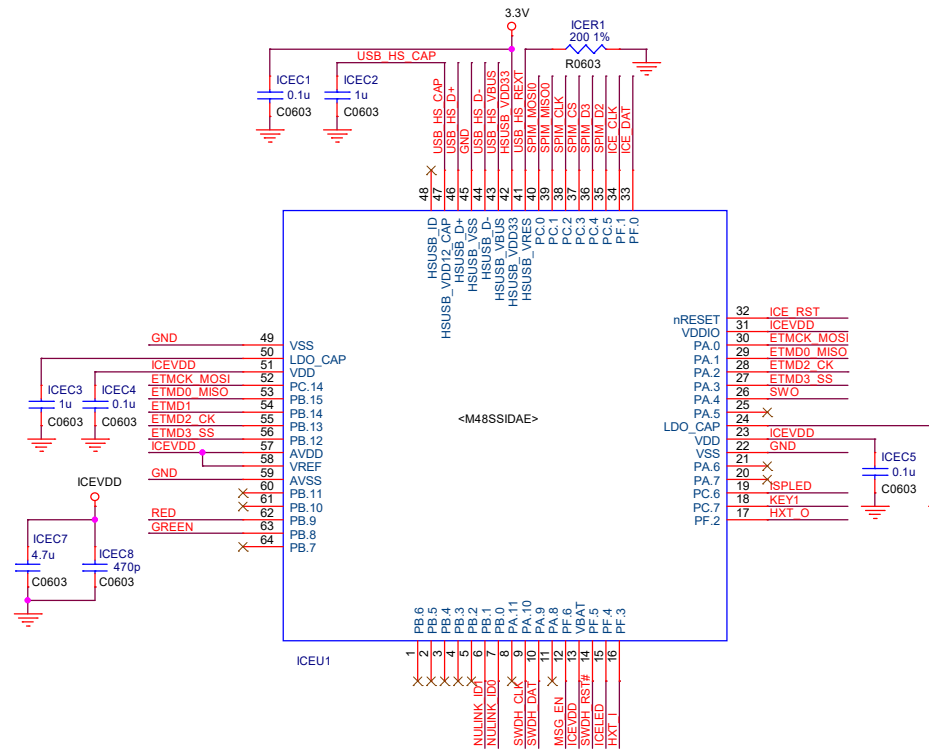 3.3V
ICER1
200 1%
R0603
USB_HS_CAP
ICEC1
0.1u
C0603
ICEC2
1u
C0603
USB_HS_CAP
USB_HS_D+
GND
USB_HS_D-
USB_HS_VBUS
HSUSB_VDD33
USB_HS_REXT
SPIM_MOSI0
SPIM_MISO0
SPIM_CLK
SPIM_CS
SPIM_D3
SPIM_D2
ICE_CLK
ICE_DAT
48 HSUSB_ID
47 HSUSB_VDD12_CAP
46 HSUSB_D+
45 HSUSB_VSS
44 HSUSB_D-
43 HSUSB_VBUS
42 HSUSB_VDD33
41 HSUSB_VRES
40 PC.0
39 PC.1
38 PC.2
37 PC.3
36 PC.4
35 PC.5
34 PF.1
33 PF.0
GND 49 VSS
50 LDO_CAP
ICEVDD 51 VDD
ETMCK_MOSI 52 PC.14
ETMD0_MISO 53 PB.15
ETMD1 54 PB.14
ETMD2_CK 55 PB.13
ETMD3_SS 56 PB.12
ICEVDD 57 AVDD
58 VREF
GND 59 AVSS
60 PB.11
61 PB.10
RED 62 PB.9
GREEN 63 PB.8
64 PB.7
ICEC3
1u
C0603
ICEC4
0.1u
C0603
ICEVDD
ICEC7
4.7u
C0603
ICEC8
470p
C0603
<M48SSIDAE>
nRESET 32 ICE_RST
VDDIO 31 ICEVDD
PA.0 30 ETMCK_MOSI
PA.1 29 ETMD0_MISO
PA.2 28 ETMD2_CK
PA.3 27 ETMD3_SS
PA.4 26 SWO
PA.5 25
LDO_CAP 24
VDD 23 ICEVDD
VSS 22 GND
PA.6 21
PA.7 20
PC.6 19 ISPLED
PC.7 18 KEY1
PF.2 17 HXT_O
ICEC5
0.1u
C0603
PB.6 1
PB.5 2
PB.4 3
PB.3 4
PB.2 5
PB.1 6 NULINK_ID1
PB.0 7 NULINK_ID0
PA.11 8
PA.10 9 SWDH_CLK
PA.9 10 SWDH_DAT
PA.8 11
PF.6 12 MSG_EN
VBAT 13 ICEVDD
PF.5 14 SWDH_RST#
PF.4 15 ICELED
PF.3 16 HXT_I
ICEU1